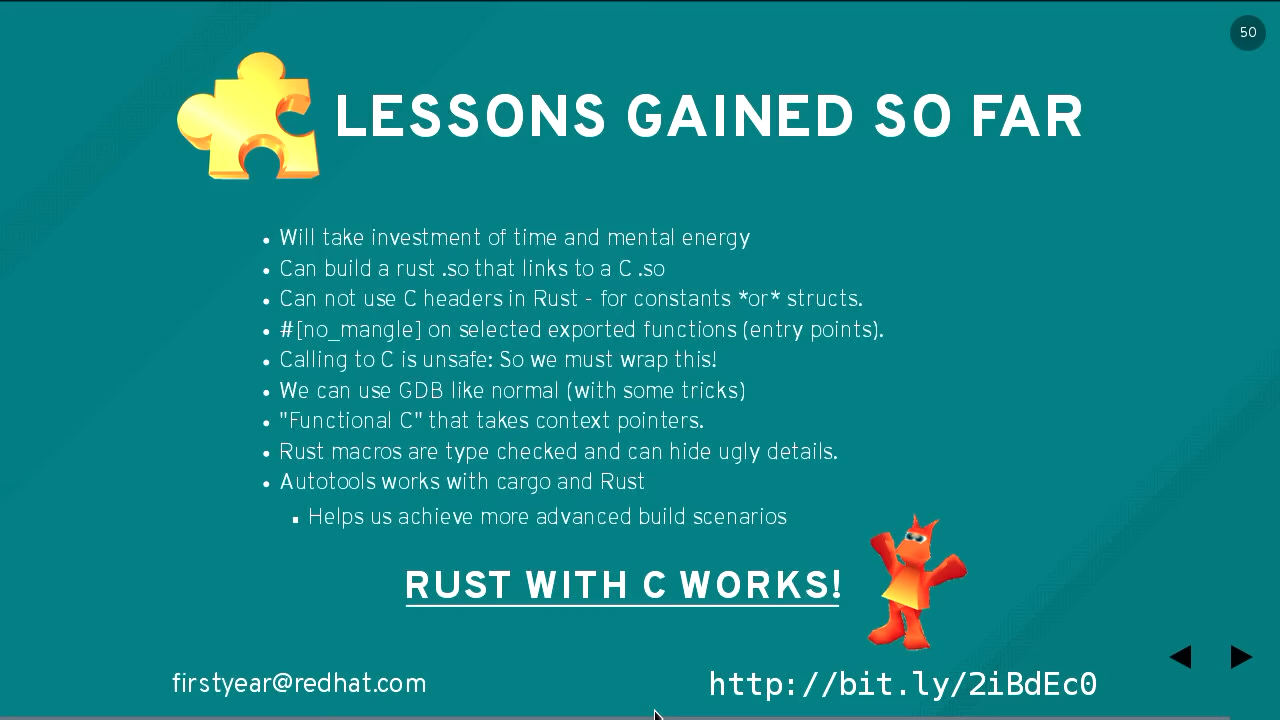 50
LESSONS GAINED SO FAR
• Will take investment of time and mental energy
• Can build a rust .so that links to a C .so
• Can not use C headers in Rust - for constants *or* structs.
• #[no_mangle] on selected exported functions (entry points).
• Calling to C is unsafe: So we must wrap this!
• We can use GDB like normal (with some tricks)
• "Functional C" that takes context pointers.
• Rust macros are type checked and can hide ugly details.
• Autotools works with cargo and Rust
▪ Helps us achieve more advanced build scenarios
RUST WITH C WORKS!
firstyear@redhat.com
http://bit.ly/2iBdEc0